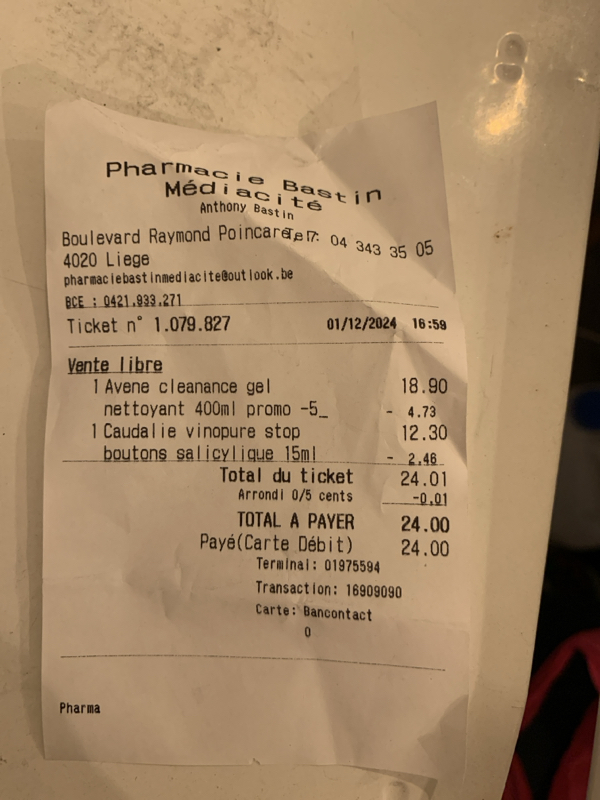 Pharmacie Bastin
Médiacité
Anthony Bastin
Boulevard Raymond Poincaré, 7: 04 343 35 05
4020 Liege
pharmaciebastinmediacite@outlook.be
BCE : 0421.933.271
Ticket n° 1.079.827 01/12/2024 16:59
Vente libre
1 Avene cleanance gel 18.90
nettoyant 400ml promo -5_ - 4.73
1 Caudalie vinopure stop 12.30
boutons salicylique 15ml - 2.46
Total du ticket 24.01
Arrondi 0/5 cents -0.01
TOTAL A PAYER 24.00
Payé(Carte Débit) 24.00
Terminal: 01975594
Transaction: 16909090
Carte: Bancontact
0
Pharma